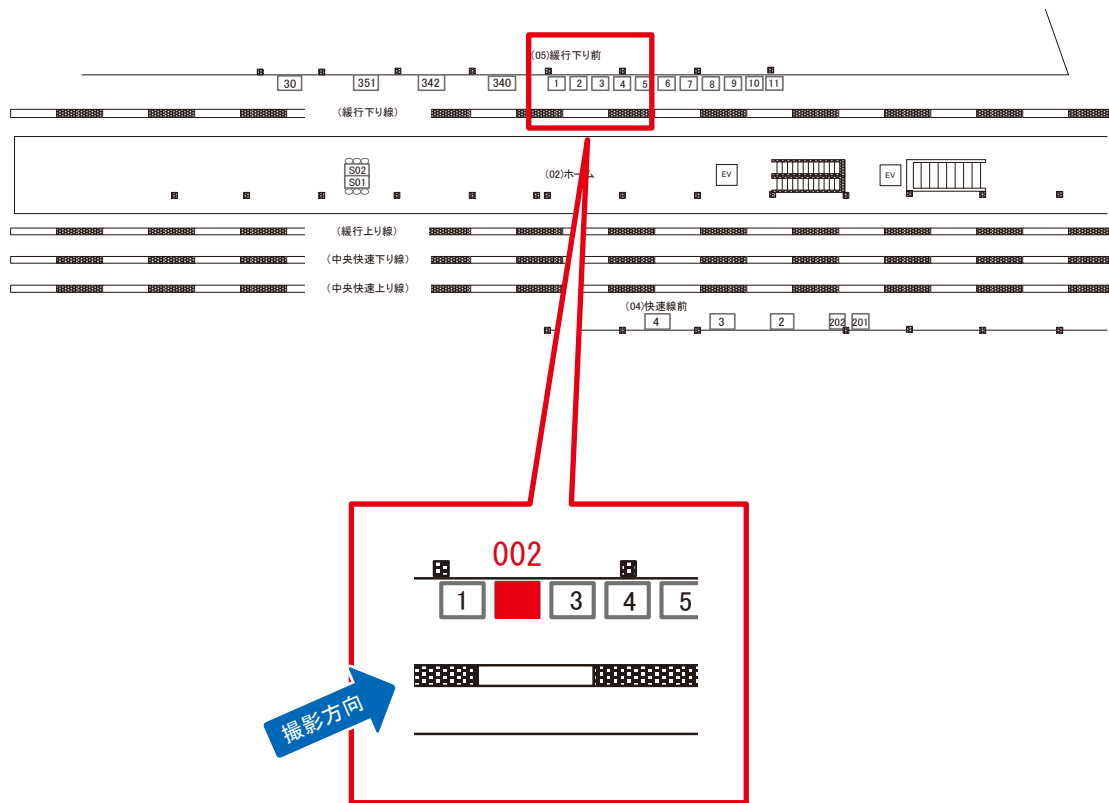 (05)緩行下り前
30 351 342 340 1 2 3 4 5 6 7 8 9 10 11
(緩行下り線)
S02
S01
(02)ホーム
EV
EV
(緩行上り線)
(中央快速下り線)
(中央快速上り線)
(04)快速線前
4 3 2 202 201
002
1 3 4 5
撮影方向